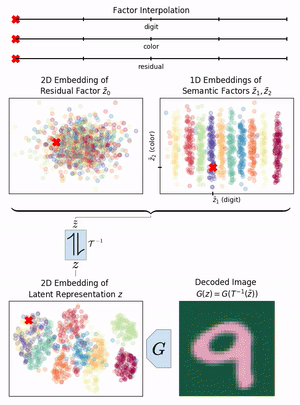 Factor Interpolation
digit
color
residual
2D Embedding of
Residual Factor z̃₀
1D Embeddings of
Semantic Factors z̃₁, z̃₂
z̃₂ (color)
z̃₁ (digit)
z̃
T⁻¹
z
2D Embedding of
Latent Representation z
Decoded Image
G(z) = G(T⁻¹(z̃))
G
9